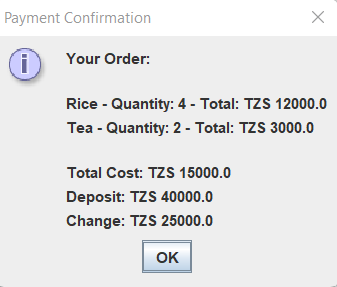 Payment Confirmation
Your Order:
Rice - Quantity: 4 - Total: TZS 12000.0
Tea - Quantity: 2 - Total: TZS 3000.0
Total Cost: TZS 15000.0
Deposit: TZS 40000.0
Change: TZS 25000.0
OK